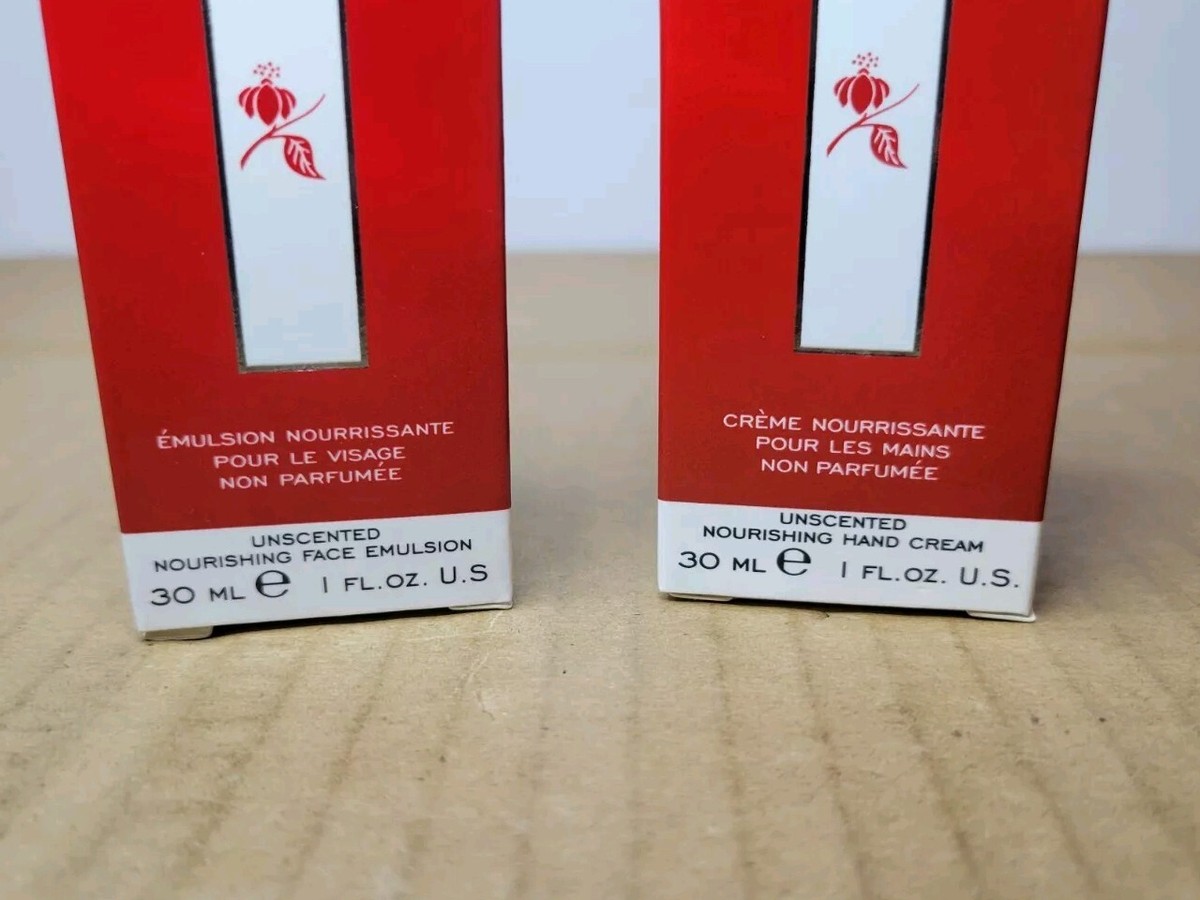 ÉMULSION NOURRISSANTE
POUR LE VISAGE
NON PARFUMÉE
UNSCENTED
NOURISHING FACE EMULSION
30 ML e 1 FL.OZ. U.S
CRÈME NOURRISSANTE
POUR LES MAINS
NON PARFUMÉE
UNSCENTED
NOURISHING HAND CREAM
30 ML e 1 FL.OZ. U.S.